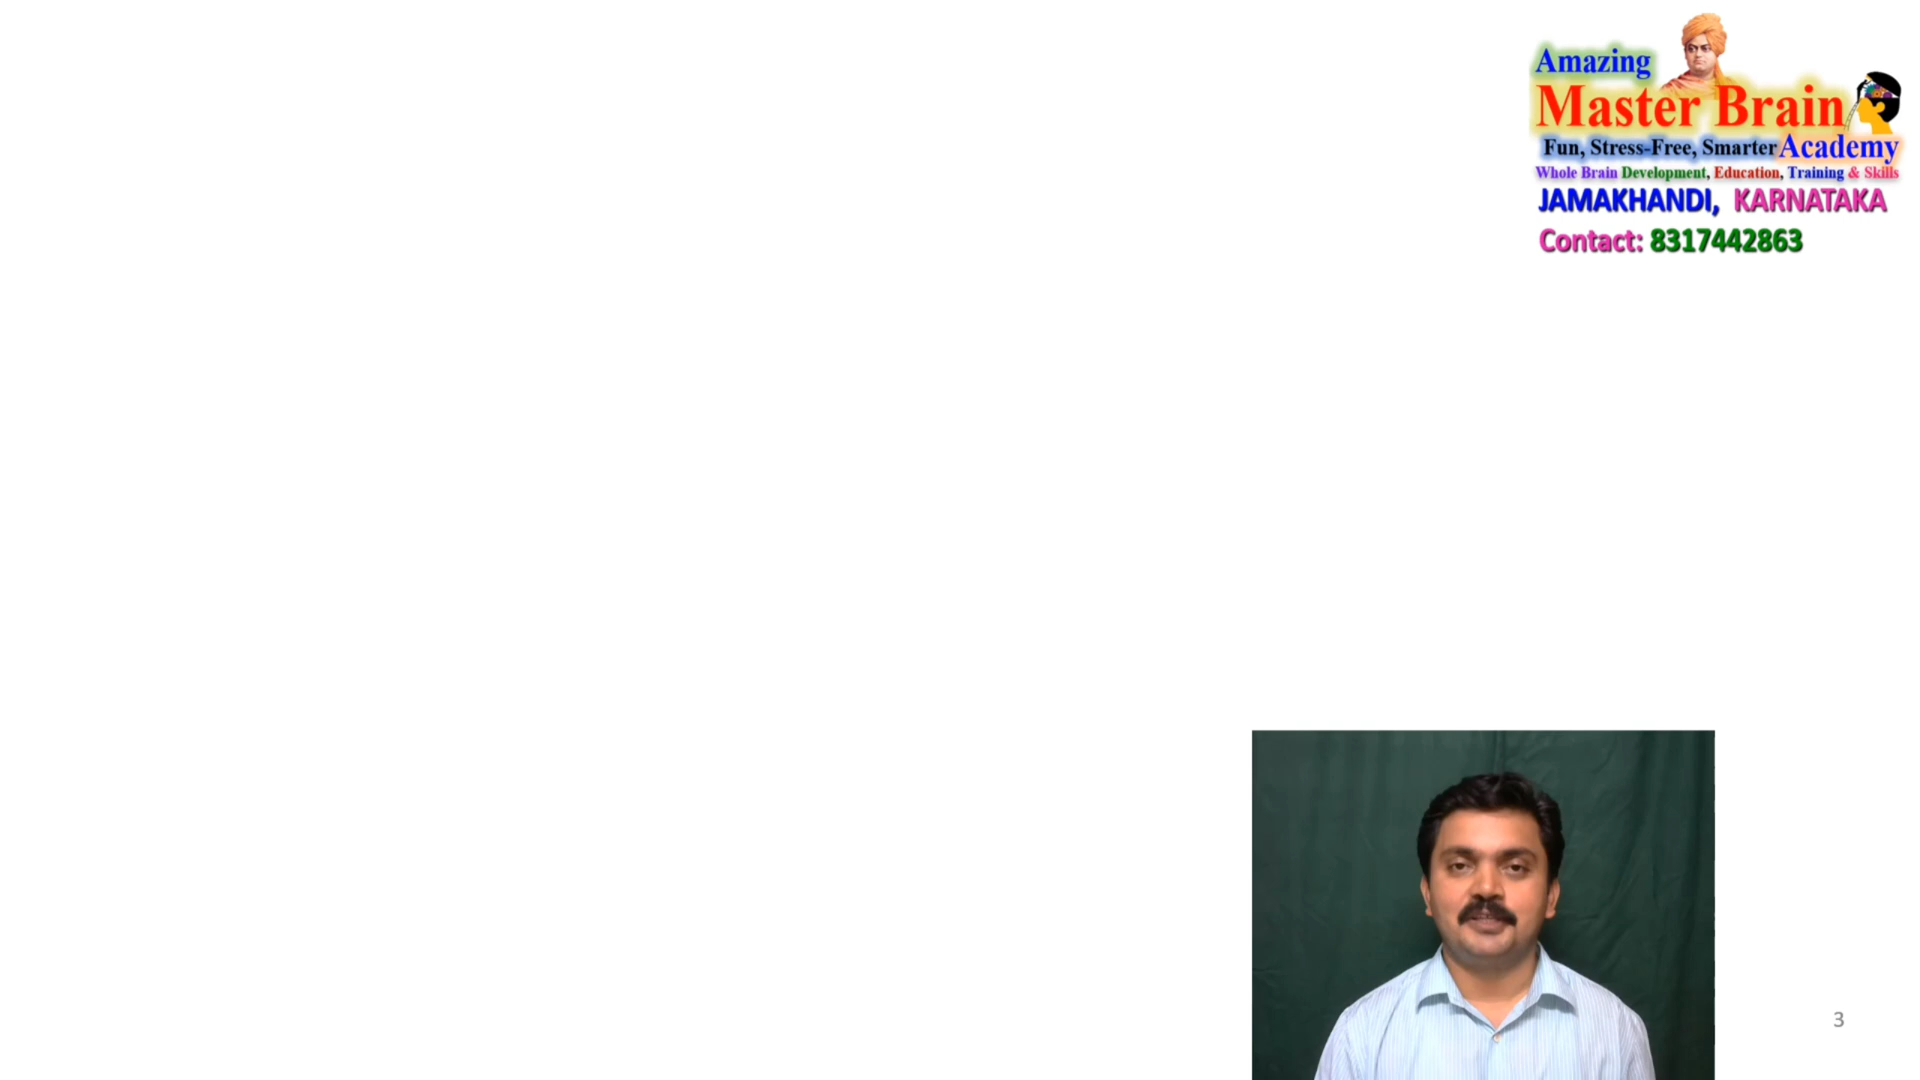 Amazing
Master Brain
Fun, Stress-Free, Smarter Academy
Whole Brain Development, Education, Training & Skills
JAMAKHANDI, KARNATAKA
Contact: 8317442863
3